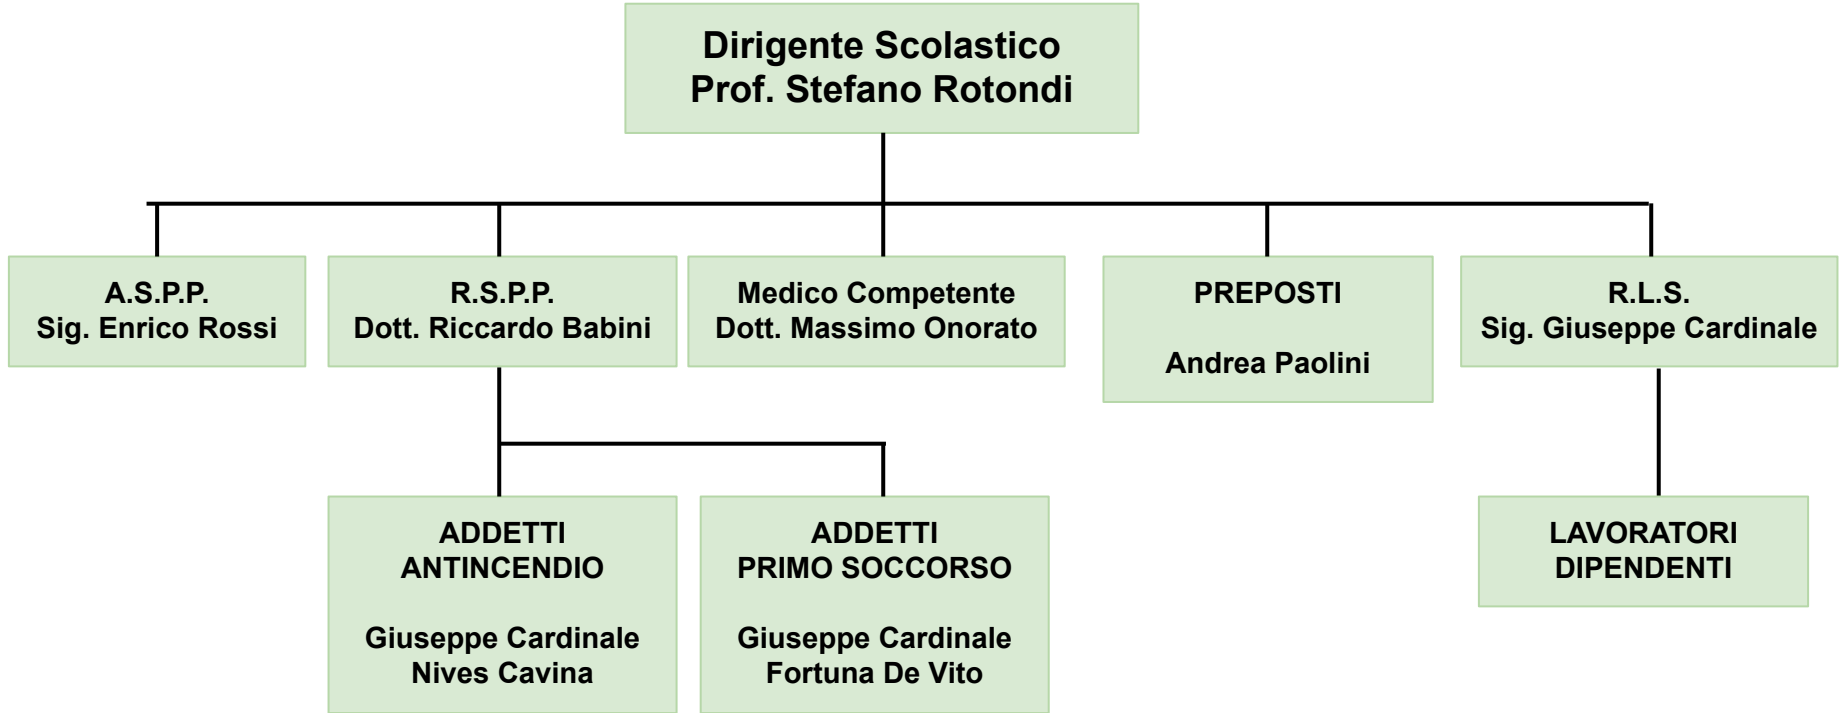 Dirigente Scolastico
Prof. Stefano Rotondi
A.S.P.P.
Sig. Enrico Rossi
R.S.P.P.
Dott. Riccardo Babini
Medico Competente
Dott. Massimo Onorato
PREPOSTI
Andrea Paolini
R.L.S.
Sig. Giuseppe Cardinale
ADDETTI
ANTINCENDIO
Giuseppe Cardinale
Nives Cavina
ADDETTI
PRIMO SOCCORSO
Giuseppe Cardinale
Fortuna De Vito
LAVORATORI
DIPENDENTI